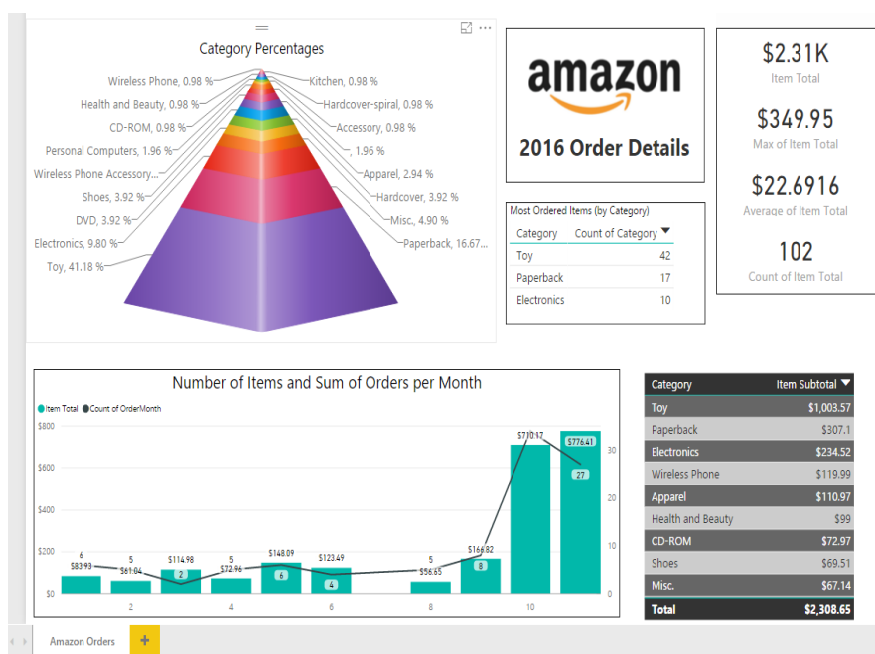 Category Percentages
Wireless Phone, 0.98 %
Kitchen, 0.98 %
Health and Beauty, 0.98 %
Hardcover-spiral, 0.98 %
CD-ROM, 0.98 %
Accessory, 0.98 %
Personal Computers, 1.96 %
, 1.96 %
Wireless Phone Accessory...
Apparel, 2.94 %
Shoes, 3.92 %
Hardcover, 3.92 %
DVD, 3.92 %
Misc., 4.90 %
Electronics, 9.80 %
Paperback, 16.67...
Toy, 41.18 %
amazon
2016 Order Details
$2.31K
Item Total
$349.95
Max of Item Total
$22.6916
Average of Item Total
102
Count of Item Total
Most Ordered Items (by Category)
Category Count of Category
Toy 42
Paperback 17
Electronics 10
Number of Items and Sum of Orders per Month
Item Total Count of OrderMonth
$800
$600
$400
$200
$0
30
20
10
0
6
$83.93
5
$61.04
$114.98
2
5
$72.96
$148.09
6
$123.49
4
5
$56.65
$166.82
8
$710.17
$776.41
27
2 4 6 8 10
Category Item Subtotal
Toy $1,003.57
Paperback $307.1
Electronics $234.52
Wireless Phone $119.99
Apparel $110.97
Health and Beauty $99
CD-ROM $72.97
Shoes $69.51
Misc. $67.14
Total $2,308.65
Amazon Orders
+